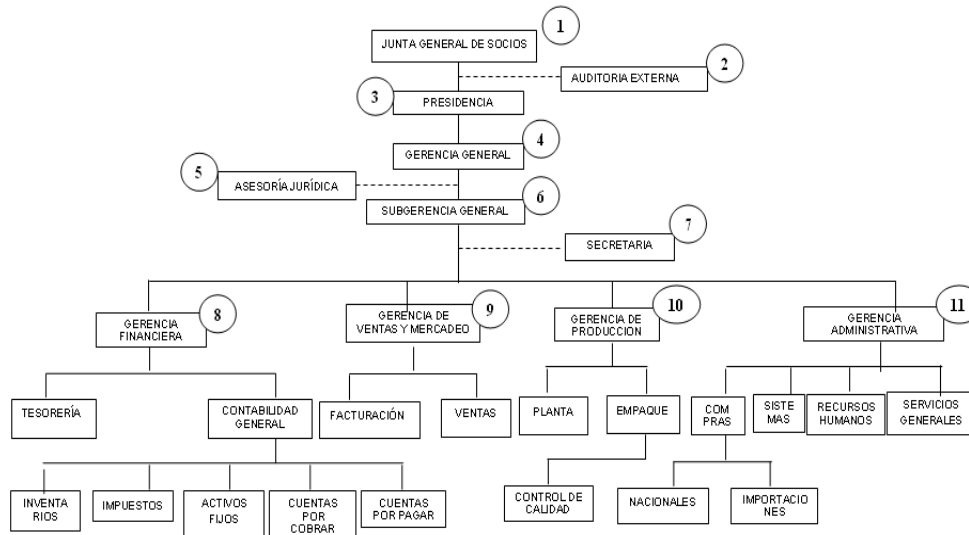 1
JUNTA GENERAL DE SOCIOS
2
AUDITORIA EXTERNA
3
PRESIDENCIA
4
GERENCIA GENERAL
5
ASESORÍA JURÍDICA
6
SUBGERENCIA GENERAL
7
SECRETARIA
8
GERENCIA
FINANCIERA
9
GERENCIA DE
VENTAS Y MERCADEO
10
GERENCIA DE
PRODUCCION
11
GERENCIA
ADMINISTRATIVA
TESORERÍA
CONTABILIDAD
GENERAL
FACTURACIÓN
VENTAS
PLANTA
EMPAQUE
COM
PRAS
SISTE
MAS
RECURSOS
HUMANOS
SERVICIOS
GENERALES
INVENTA
RIOS
IMPUESTOS
ACTIVOS
FIJOS
CUENTAS
POR
COBRAR
CUENTAS
POR PAGAR
CONTROL DE
CALIDAD
NACIONALES
IMPORTACIO
NES